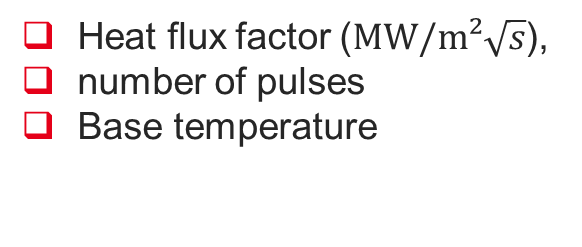 ❑ Heat flux factor (MW/m²√s),
❑ number of pulses
❑ Base temperature